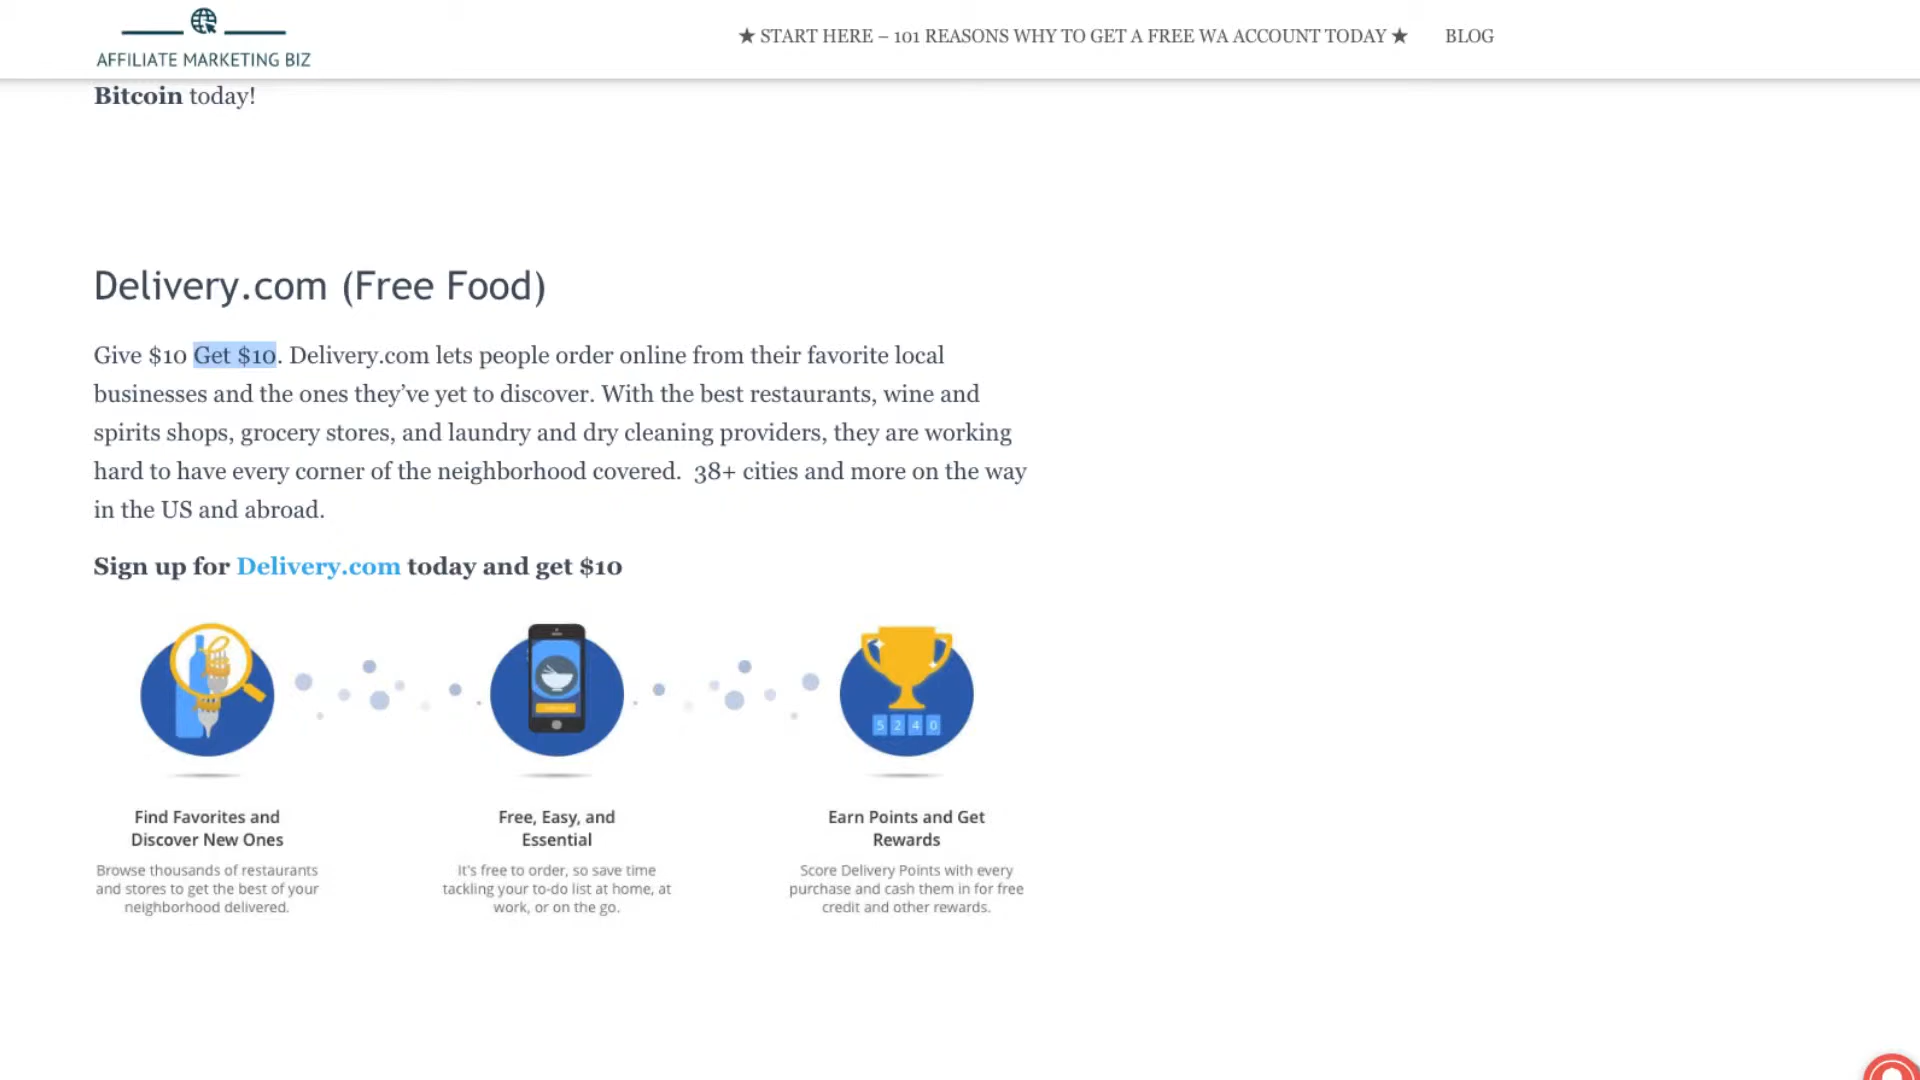 AFFILIATE MARKETING BIZ
★ START HERE – 101 REASONS WHY TO GET A FREE WA ACCOUNT TODAY ★
BLOG
Bitcoin today!
Delivery.com (Free Food)
Give $10 Get $10. Delivery.com lets people order online from their favorite local
businesses and the ones they’ve yet to discover. With the best restaurants, wine and
spirits shops, grocery stores, and laundry and dry cleaning providers, they are working
hard to have every corner of the neighborhood covered.  38+ cities and more on the way
in the US and abroad.
Sign up for Delivery.com today and get $10
5 2 4 0
Find Favorites and
Discover New Ones
Browse thousands of restaurants
and stores to get the best of your
neighborhood delivered.
Free, Easy, and
Essential
It's free to order, so save time
tackling your to-do list at home, at
work, or on the go.
Earn Points and Get
Rewards
Score Delivery Points with every
purchase and cash them in for free
credit and other rewards.